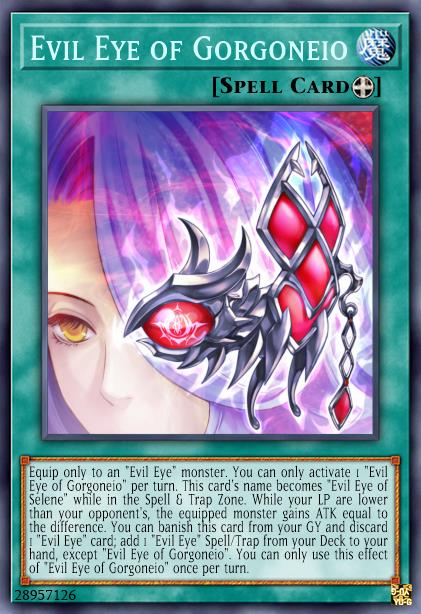 Evil Eye of Gorgoneio
魔
[Spell Card]
Equip only to an "Evil Eye" monster. You can only activate 1 "Evil
Eye of Gorgoneio" per turn. This card's name becomes "Evil Eye of
Selene" while in the Spell & Trap Zone. While your LP are lower
than your opponent's, the equipped monster gains ATK equal to
the difference. You can banish this card from your GY and discard
1 "Evil Eye" card; add 1 "Evil Eye" Spell/Trap from your Deck to your
hand, except "Evil Eye of Gorgoneio". You can only use this effect
of "Evil Eye of Gorgoneio" once per turn.
28957126